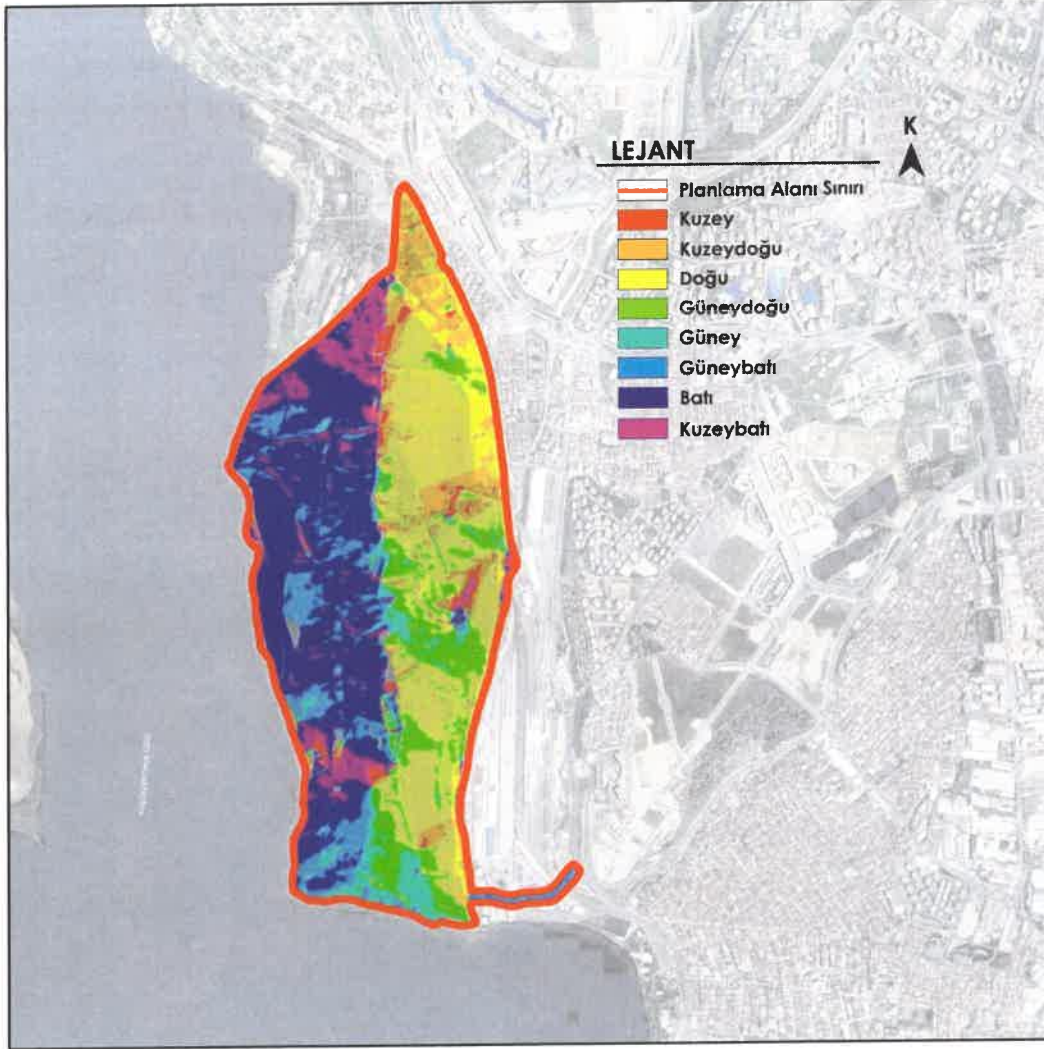 K
LEJANT
Planlama Alanı Sınırı
Kuzey
Kuzeydoğu
Doğu
Güneydoğu
Güney
Güneybatı
Batı
Kuzeybatı